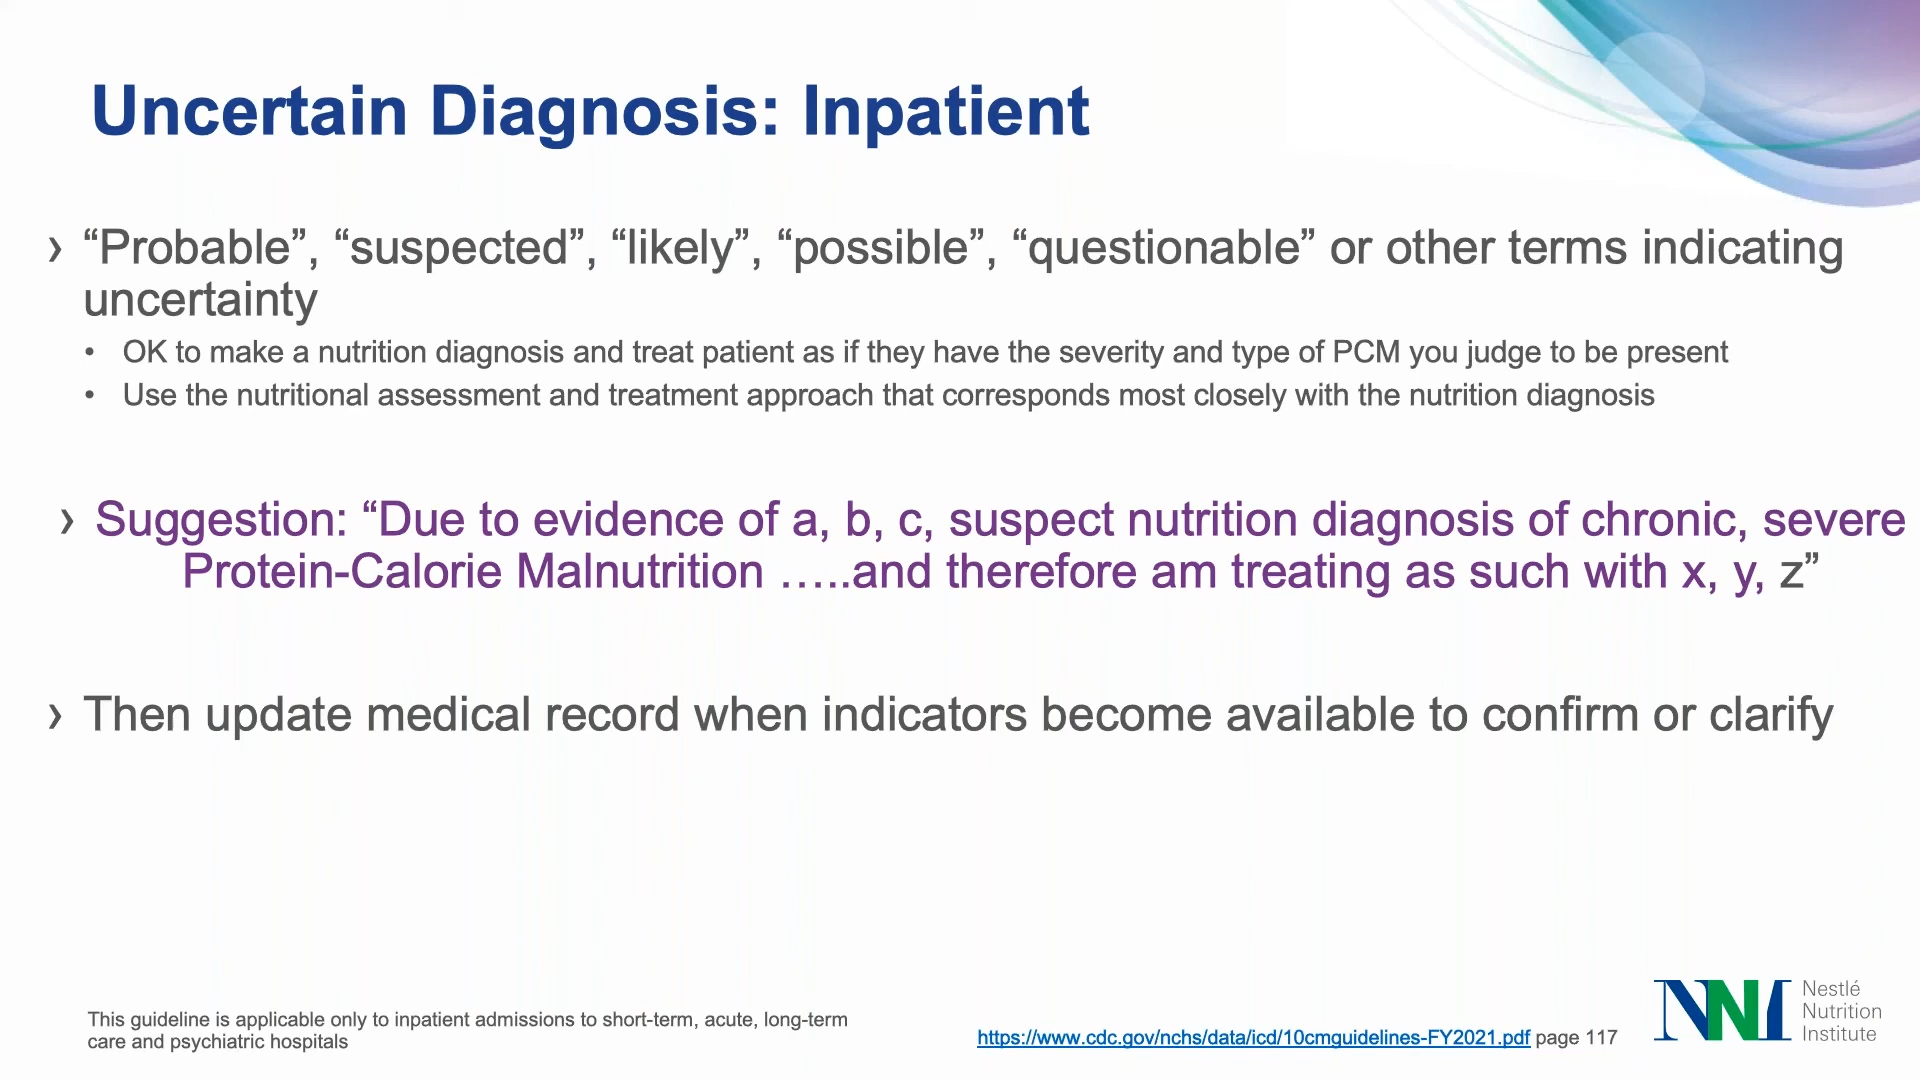 Uncertain Diagnosis: Inpatient
› “Probable”, “suspected”, “likely”, “possible”, “questionable” or other terms indicating
uncertainty
• OK to make a nutrition diagnosis and treat patient as if they have the severity and type of PCM you judge to be present
• Use the nutritional assessment and treatment approach that corresponds most closely with the nutrition diagnosis
› Suggestion: “Due to evidence of a, b, c, suspect nutrition diagnosis of chronic, severe
Protein-Calorie Malnutrition …..and therefore am treating as such with x, y, z”
› Then update medical record when indicators become available to confirm or clarify
This guideline is applicable only to inpatient admissions to short-term, acute, long-term
care and psychiatric hospitals
https://www.cdc.gov/nchs/data/icd/10cmguidelines-FY2021.pdf page 117
NNI
Nestlé
Nutrition
Institute